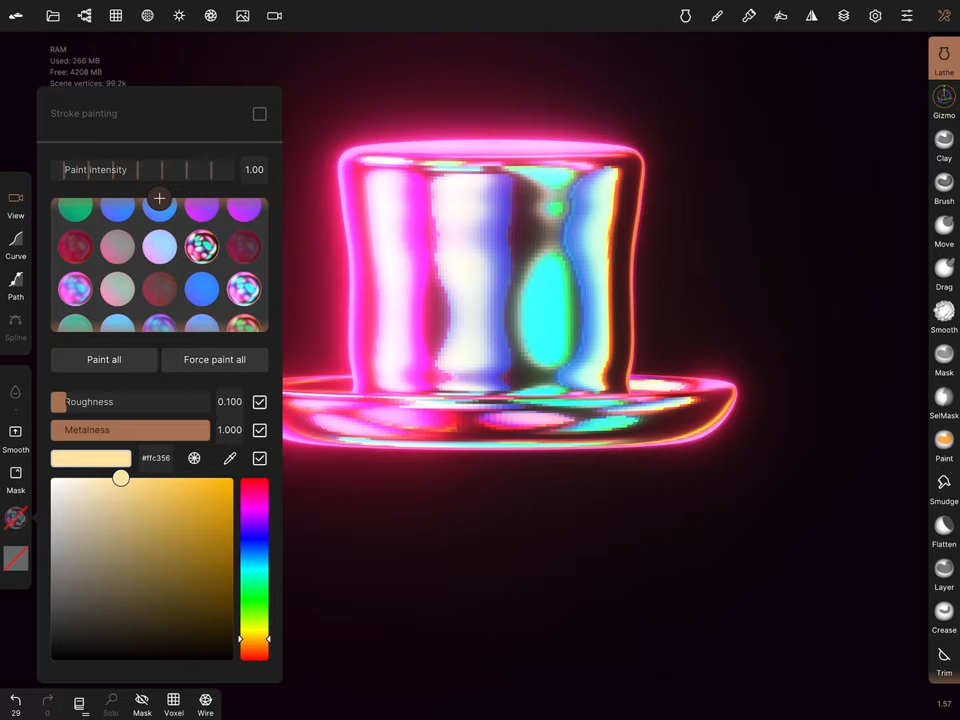 RAM
Used: 266 MB
Free: 4208 MB
Scene vertices: 99.2k
Stroke painting
Paint intensity 1.00
Paint all Force paint all
Roughness 0.100
Metalness 1.000
#ffc356
View
Curve
Path
Spline
Smooth
Mask
29
0
Solo
Mask
Voxel
Wire
Lathe
Gizmo
Clay
Brush
Move
Drag
Smooth
Mask
SelMask
Paint
Smudge
Flatten
Layer
Crease
Trim
1.57